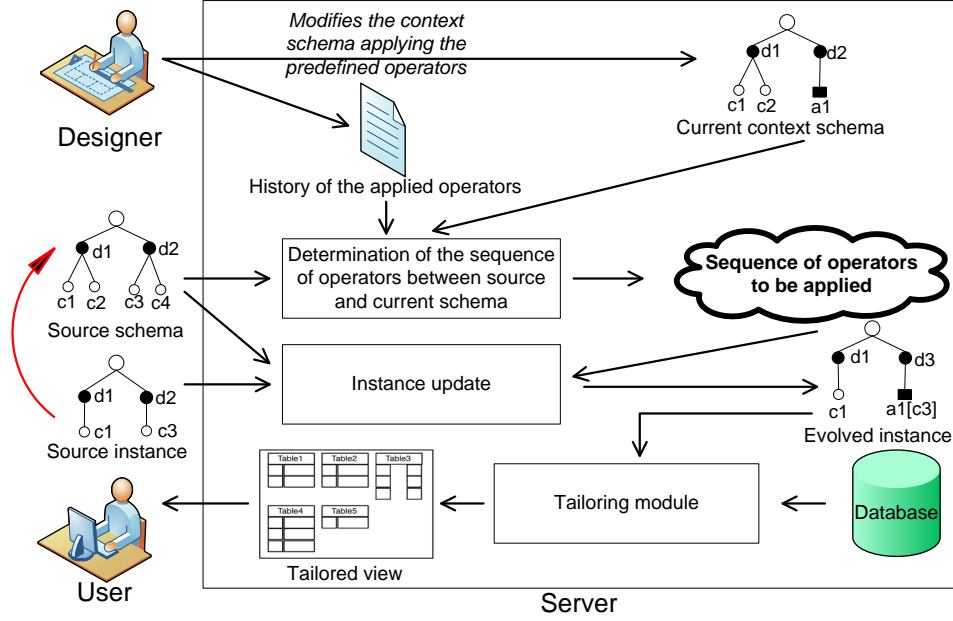 Modifies the context
schema applying the
predefined operators
Designer
d1
d2
c1
c2
a1
Current context schema
History of the applied operators
d1
d2
c1
c2
c3
c4
Source schema
Determination of the sequence
of operators between source
and current schema
Sequence of operators
to be applied
Instance update
d1
d2
c1
c3
Source instance
d1
d3
c1
a1[c3]
Evolved instance
Table1
Table2
Table3
Table4
Table5
Tailored view
Tailoring module
Database
User
Server